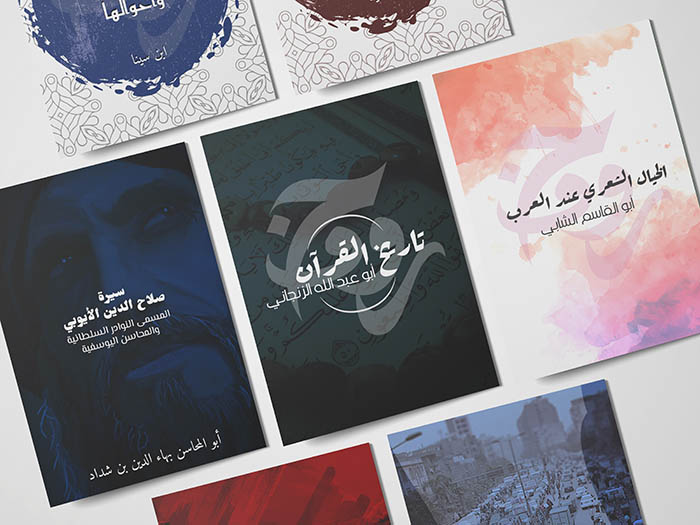 وأحوالها
ابن سينا
الخيال الشعري عند العرب
أبو القاسم الشابي
تاريخ القرآن
أبو عبد الله الزنجاني
سيرة
صلاح الدين الأيوبي
المسمى النوادر السلطانية
والمحاسن اليوسفية
أبو المحاسن بهاء الدين بن شداد